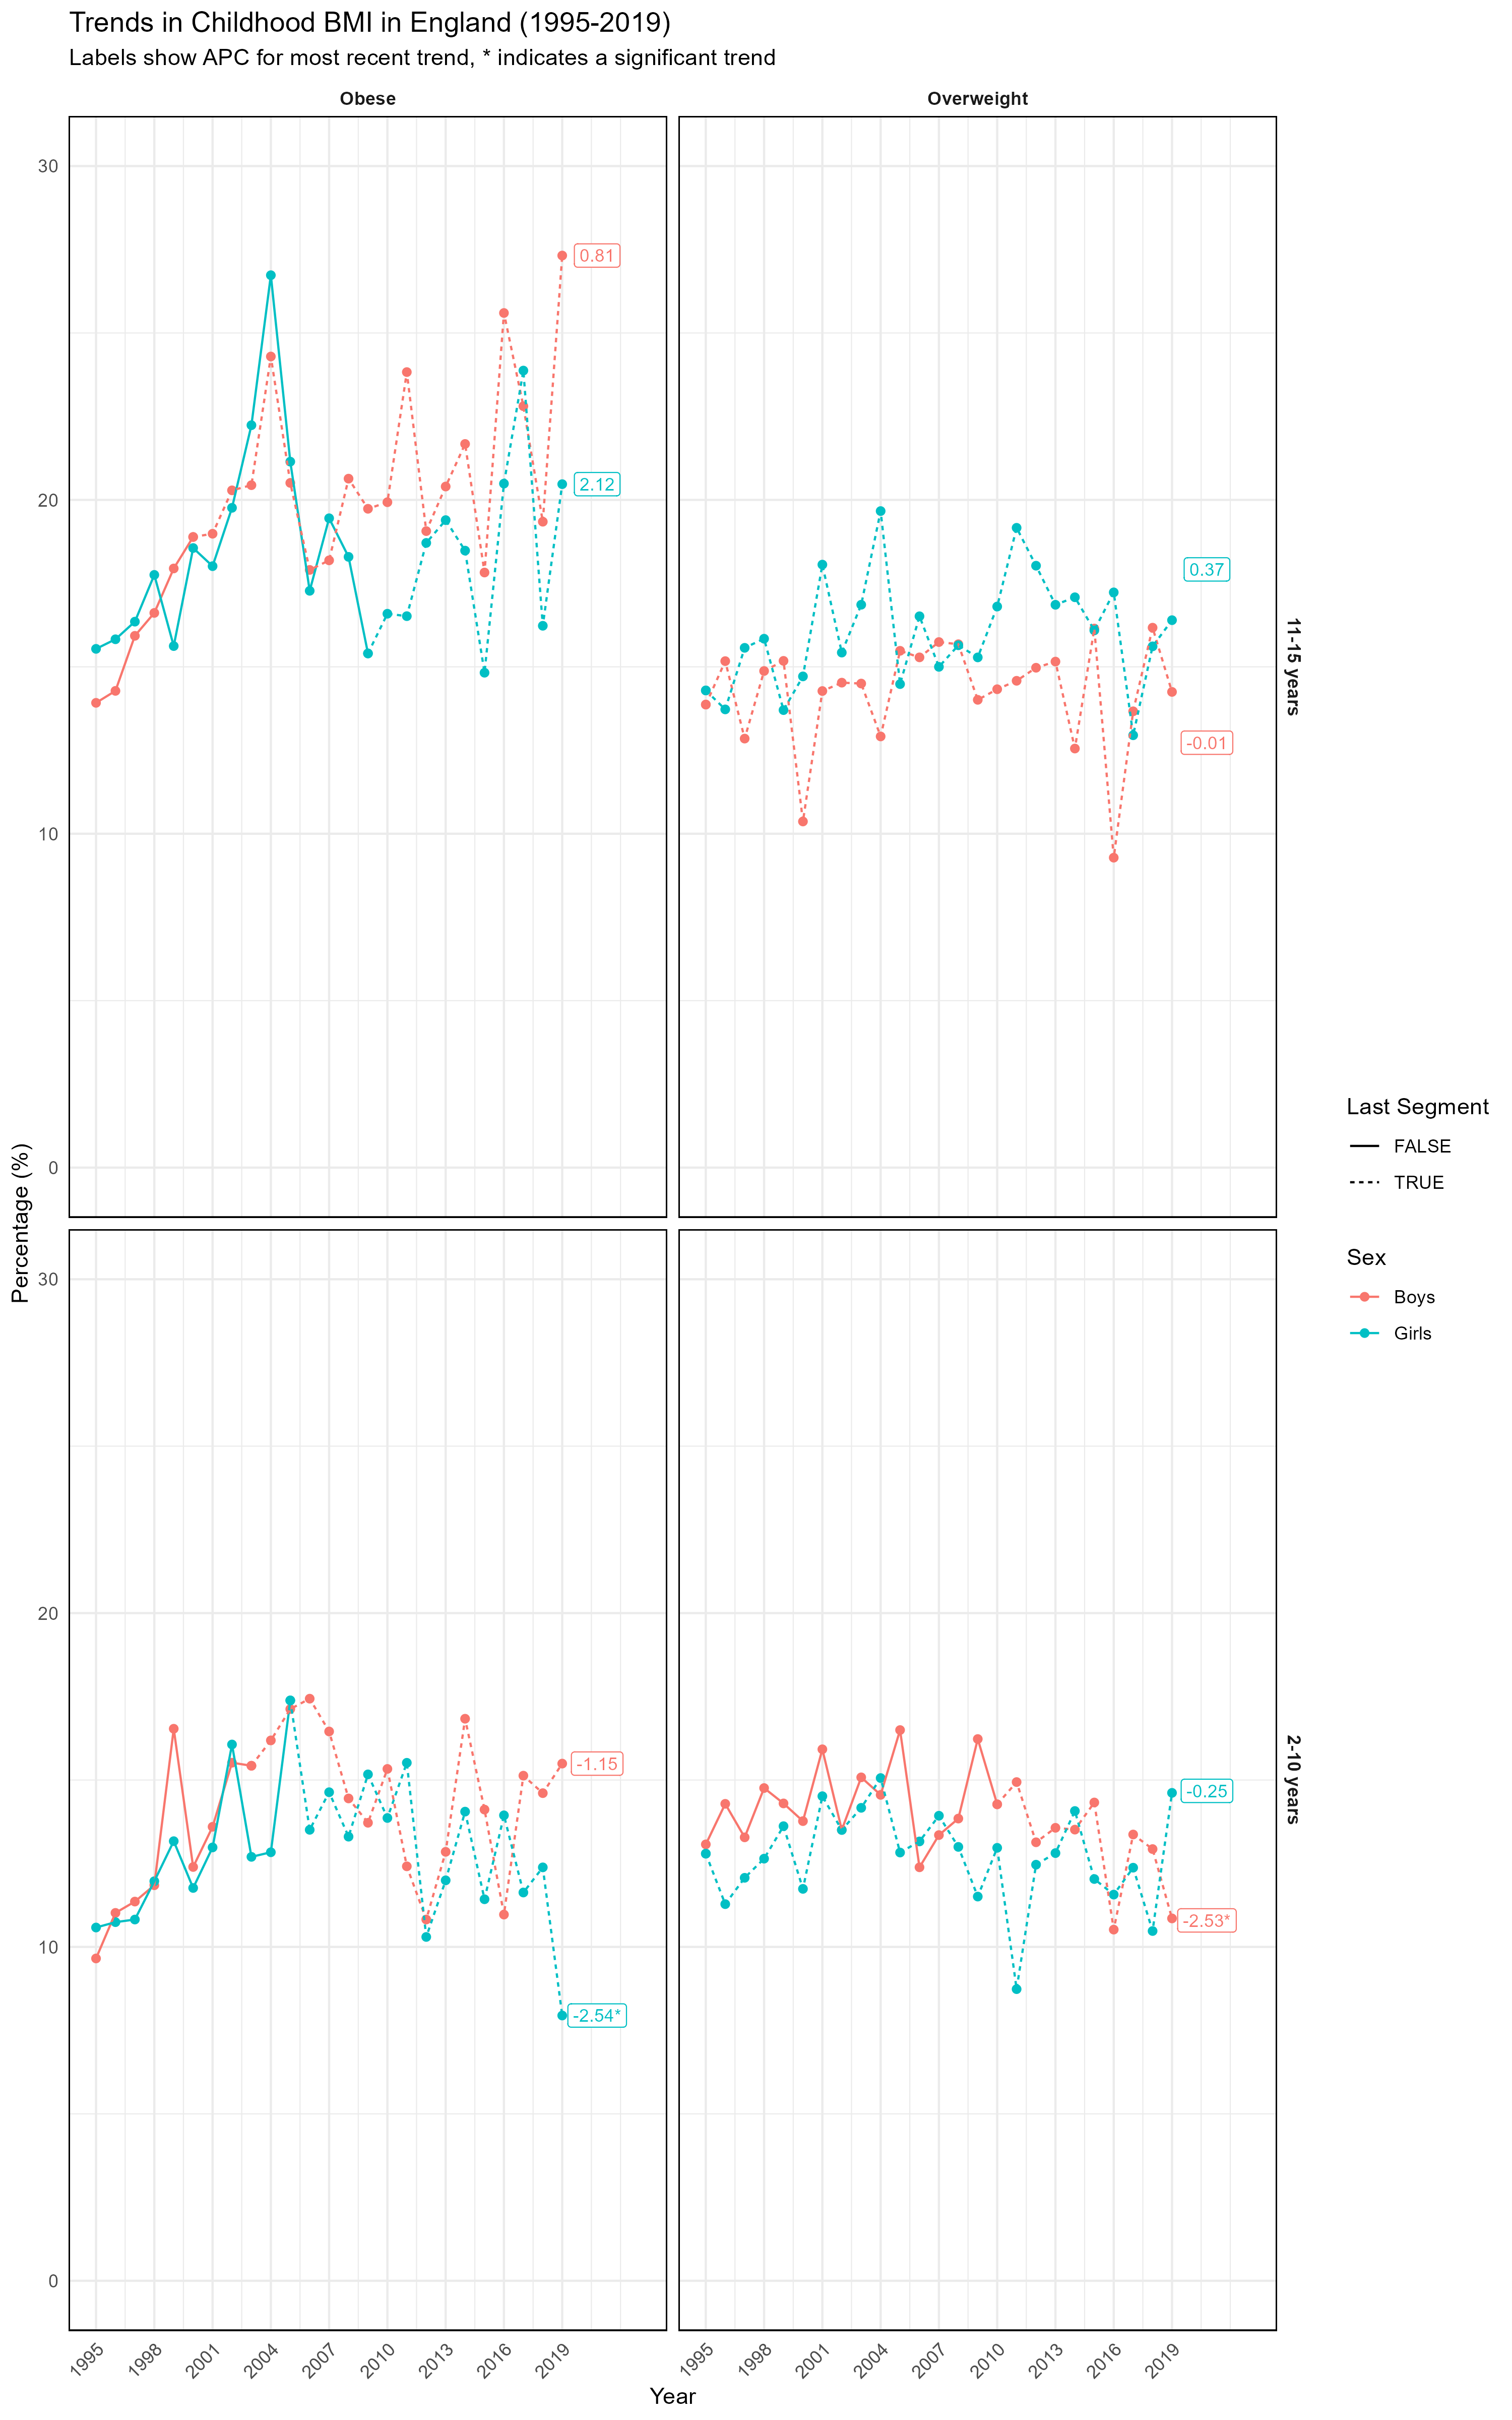 Trends in Childhood BMI in England (1995-2019)
Labels show APC for most recent trend, * indicates a significant trend
Obese
Overweight
30
20
10
0
0.81
2.12
0.37
-0.01
11-15 years
Percentage (%)
30
20
10
0
-1.15
-2.54*
-0.25
-2.53*
2-10 years
1995 1998 2001 2004 2007 2010 2013 2016 2019
1995 1998 2001 2004 2007 2010 2013 2016 2019
Year
Last Segment
FALSE
TRUE
Sex
Boys
Girls